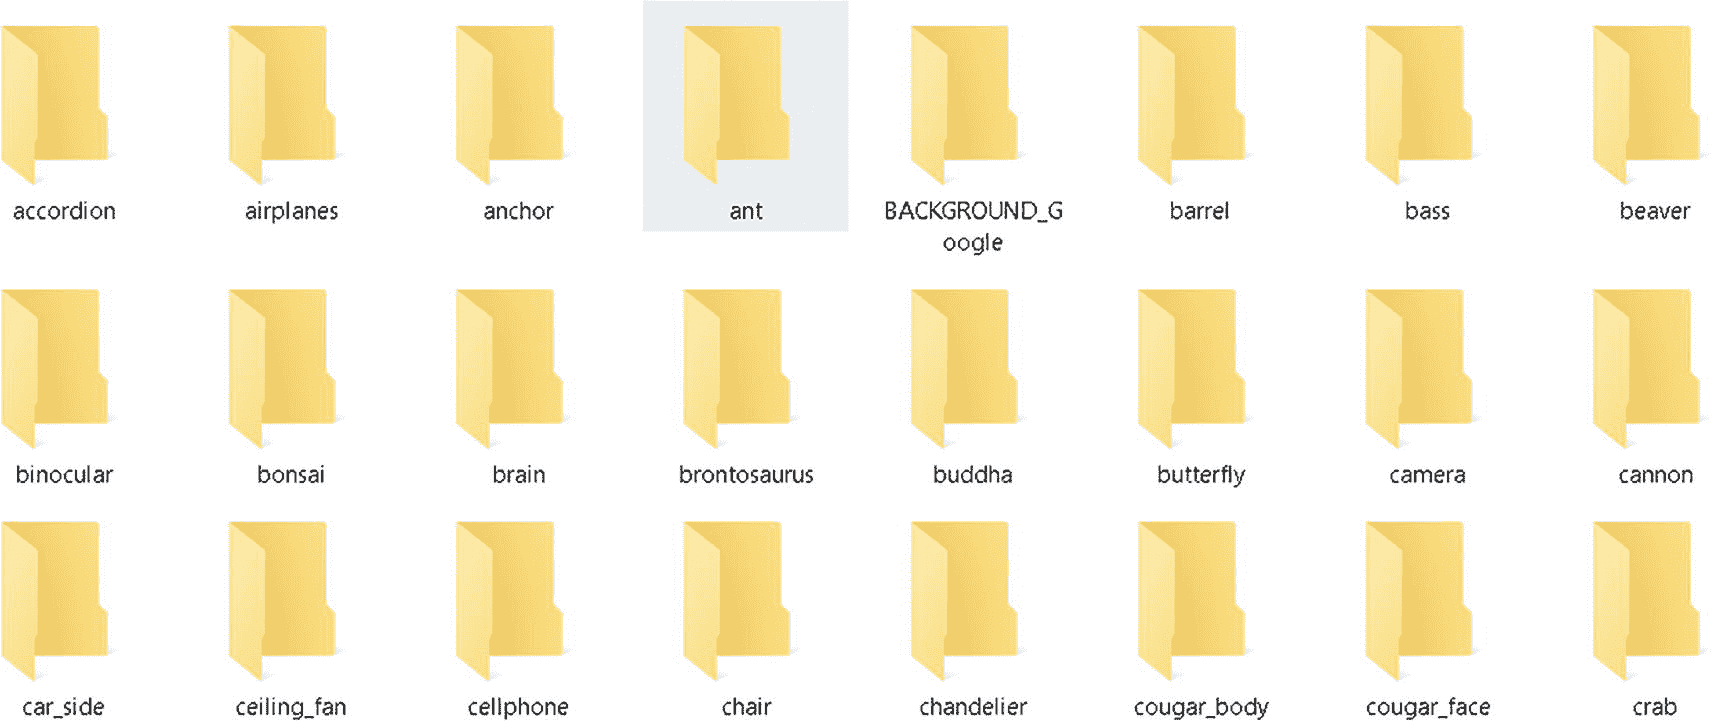 accordion
airplanes
anchor
ant
BACKGROUND_G
oogle
barrel
bass
beaver
binocular
bonsai
brain
brontosaurus
buddha
butterfly
camera
cannon
car_side
ceiling_fan
cellphone
chair
chandelier
cougar_body
cougar_face
crab